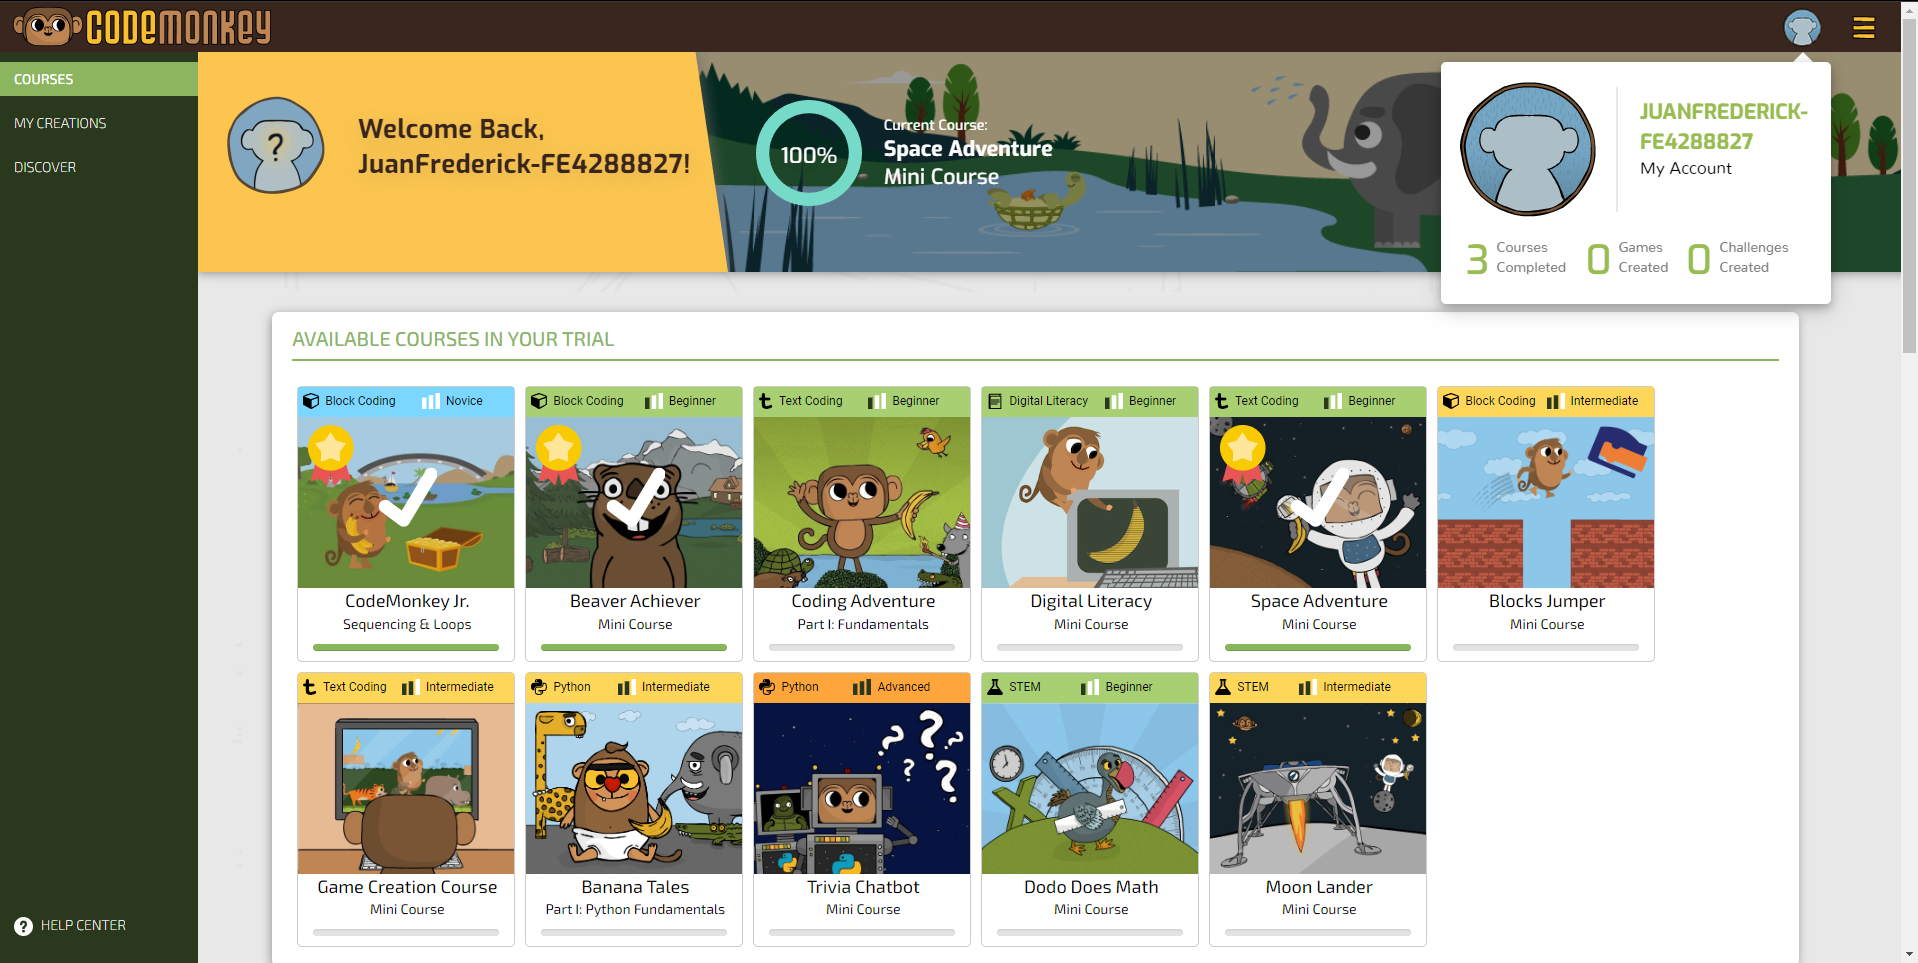 CODEMONKEY
COURSES
MY CREATIONS
DISCOVER
HELP CENTER
?
Welcome Back,
JuanFrederick-FE4288827!
100%
Current Course:
Space Adventure
Mini Course
JUANFREDERICK-
FE4288827
My Account
3 Courses Completed
0 Games Created
0 Challenges Created
AVAILABLE COURSES IN YOUR TRIAL
Block Coding Novice
CodeMonkey Jr.
Sequencing & Loops
Block Coding Beginner
Beaver Achiever
Mini Course
Text Coding Beginner
Coding Adventure
Part I: Fundamentals
Digital Literacy Beginner
Digital Literacy
Mini Course
Text Coding Beginner
Space Adventure
Mini Course
Block Coding Intermediate
Blocks Jumper
Mini Course
Text Coding Intermediate
Game Creation Course
Mini Course
Python Intermediate
Banana Tales
Part I: Python Fundamentals
Python Advanced
? ? ? ? ?
Trivia Chatbot
Mini Course
STEM Beginner
Dodo Does Math
Mini Course
STEM Intermediate
Moon Lander
Mini Course